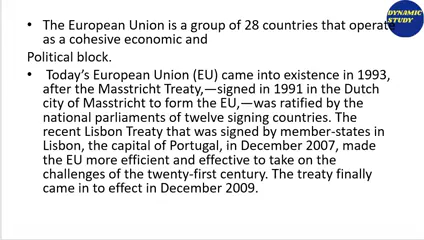 • The European Union is a group of 28 countries that operate
as a cohesive economic and
Political block.
• Today’s European Union (EU) came into existence in 1993,
after the Masstricht Treaty,—signed in 1991 in the Dutch
city of Masstricht to form the EU,—was ratified by the
national parliaments of twelve signing countries. The
recent Lisbon Treaty that was signed by member-states in
Lisbon, the capital of Portugal, in December 2007, made
the EU more efficient and effective to take on the
challenges of the twenty-first century. The treaty finally
came in to effect in December 2009.
DYNAMIC
STUDY